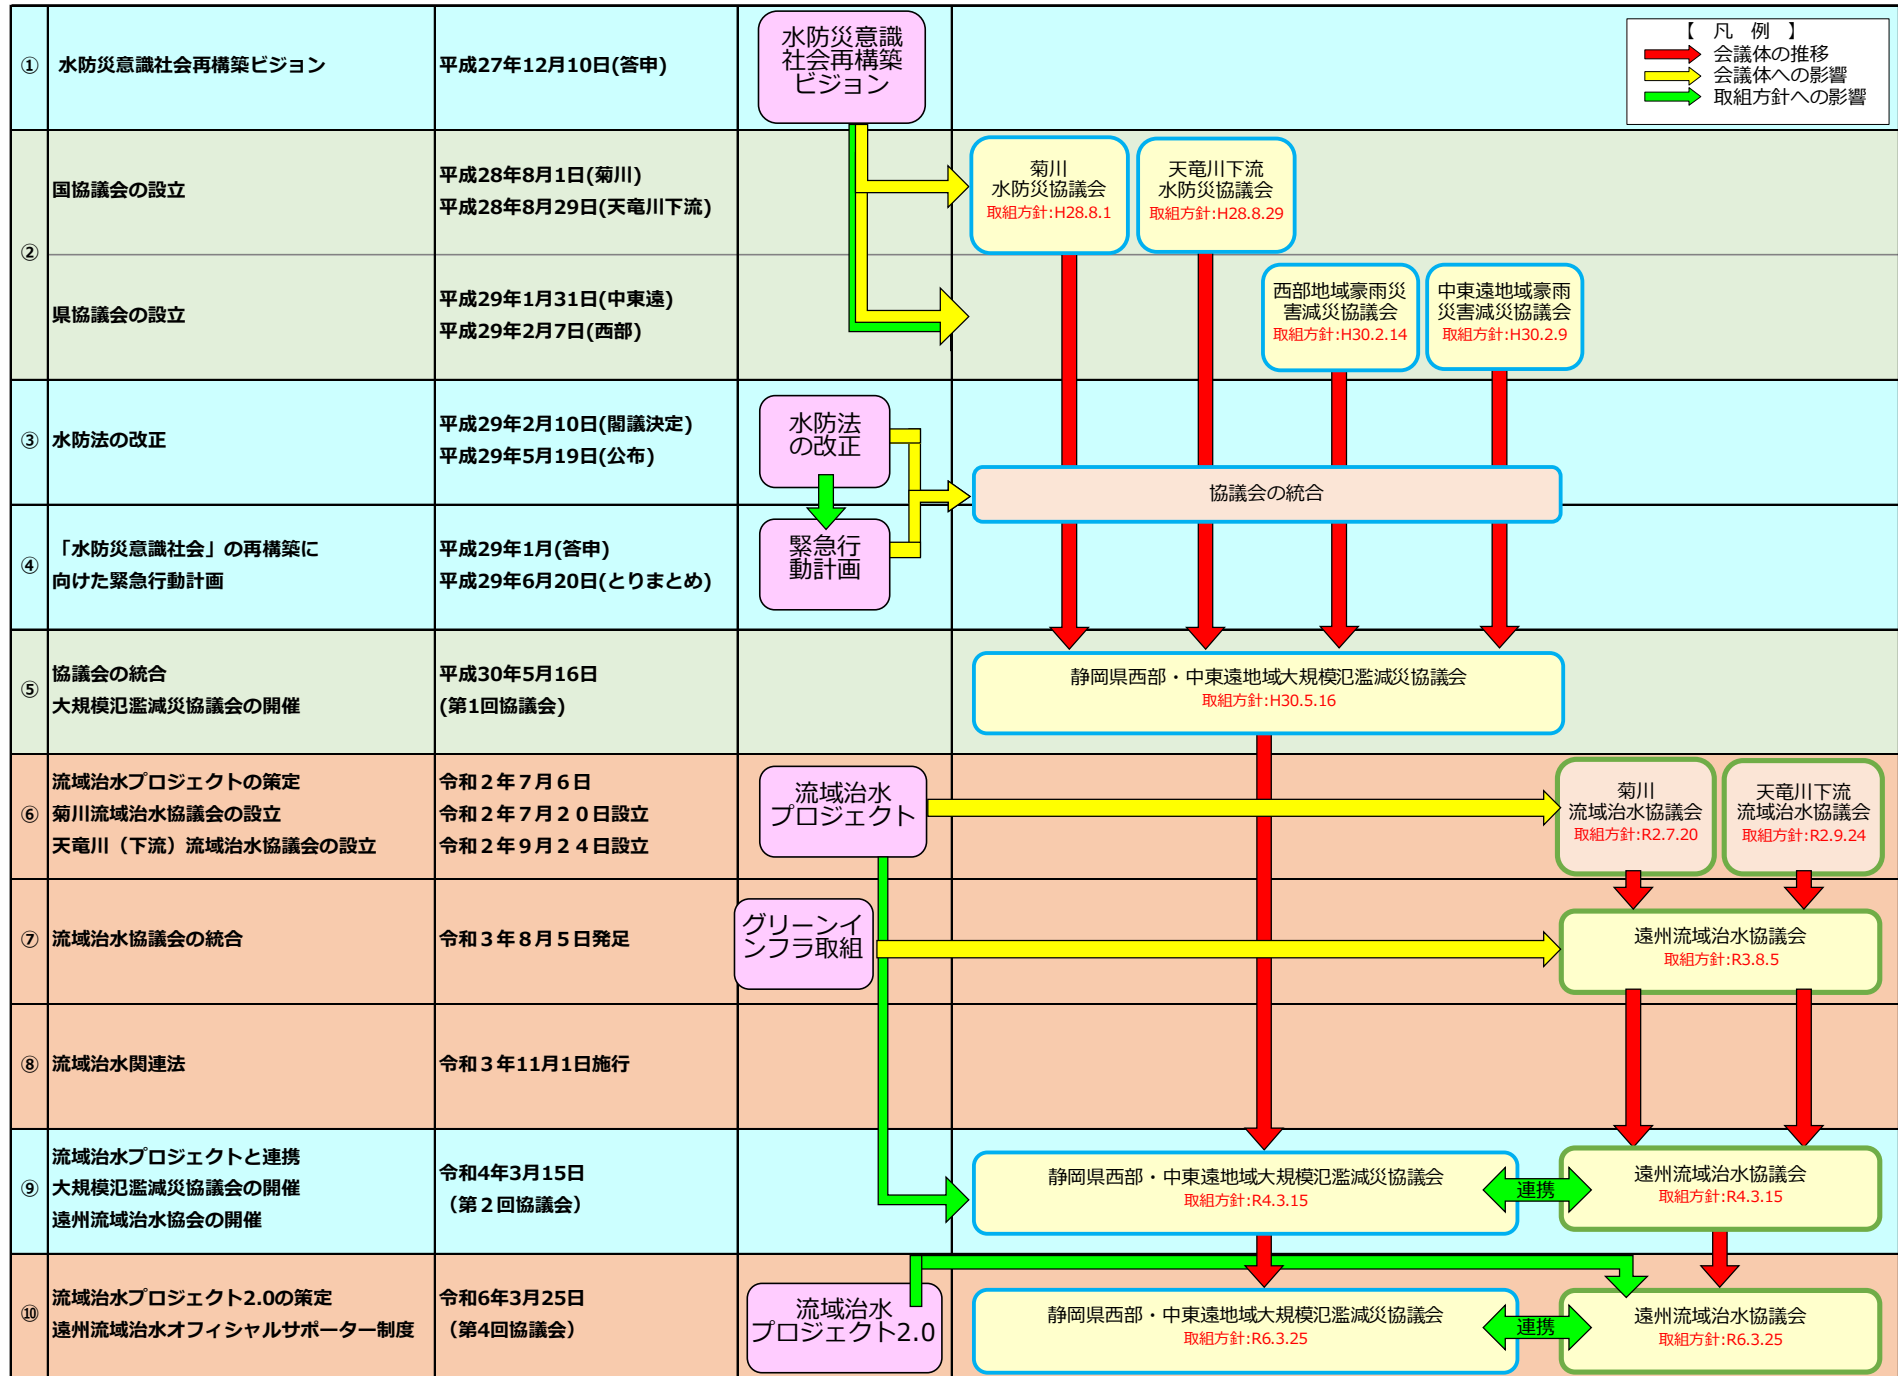 【 凡 例 】
会議体の推移
会議体への影響
取組方針への影響
①
水防災意識社会再構築ビジョン
平成27年12月10日(答申)
水防災意識
社会再構築
ビジョン
②
国協議会の設立
平成28年8月1日(菊川)
平成28年8月29日(天竜川下流)
菊川
水防災協議会
取組方針:H28.8.1
天竜川下流
水防災協議会
取組方針:H28.8.29
県協議会の設立
平成29年1月31日(中東遠)
平成29年2月7日(西部)
西部地域豪雨災
害減災協議会
取組方針:H30.2.14
中東遠地域豪雨
災害減災協議会
取組方針:H30.2.9
③
水防法の改正
平成29年2月10日(閣議決定)
平成29年5月19日(公布)
水防法
の改正
協議会の統合
④
「水防災意識社会」の再構築に
向けた緊急行動計画
平成29年1月(答申)
平成29年6月20日(とりまとめ)
緊急行
動計画
⑤
協議会の統合
大規模氾濫減災協議会の開催
平成30年5月16日
(第1回協議会)
静岡県西部・中東遠地域大規模氾濫減災協議会
取組方針:H30.5.16
⑥
流域治水プロジェクトの策定
菊川流域治水協議会の設立
天竜川（下流）流域治水協議会の設立
令和２年７月６日
令和２年７月２０日設立
令和２年９月２４日設立
流域治水
プロジェクト
菊川
流域治水協議会
取組方針:R2.7.20
天竜川下流
流域治水協議会
取組方針:R2.9.24
⑦
流域治水協議会の統合
令和３年８月５日発足
グリーンイ
ンフラ取組
遠州流域治水協議会
取組方針:R3.8.5
⑧
流域治水関連法
令和３年11月1日施行
⑨
流域治水プロジェクトと連携
大規模氾濫減災協議会の開催
遠州流域治水協会の開催
令和4年3月15日
（第２回協議会）
静岡県西部・中東遠地域大規模氾濫減災協議会
取組方針:R4.3.15
連携
遠州流域治水協議会
取組方針:R4.3.15
⑩
流域治水プロジェクト2.0の策定
遠州流域治水オフィシャルサポーター制度
令和6年3月25日
（第4回協議会）
流域治水
プロジェクト2.0
静岡県西部・中東遠地域大規模氾濫減災協議会
取組方針:R6.3.25
連携
遠州流域治水協議会
取組方針:R6.3.25